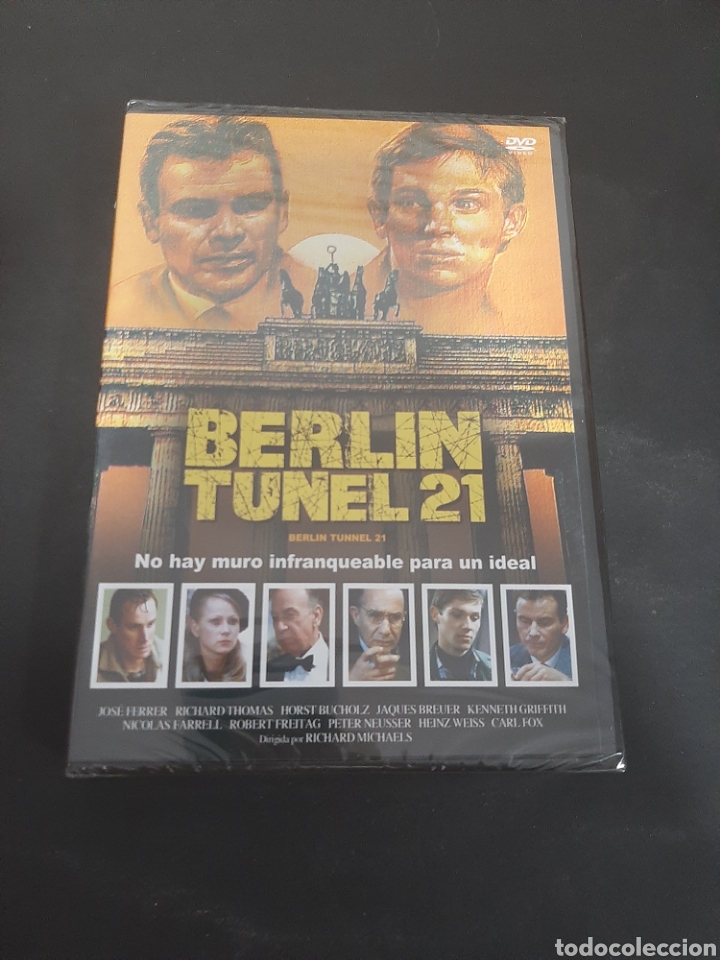 DVD
VIDEO
BERLIN
TUNEL 21
BERLIN TUNNEL 21
No hay muro infranqueable para un ideal
JOSÉ FERRER RICHARD THOMAS HORST BUCHOLZ JAQUES BREUER KENNETH GRIFFITH
NICOLAS FARRELL ROBERT FREITAG PETER NEUSSER HEINZ WEISS CARL FOX
Dirigida por RICHARD MICHAELS
todocoleccion